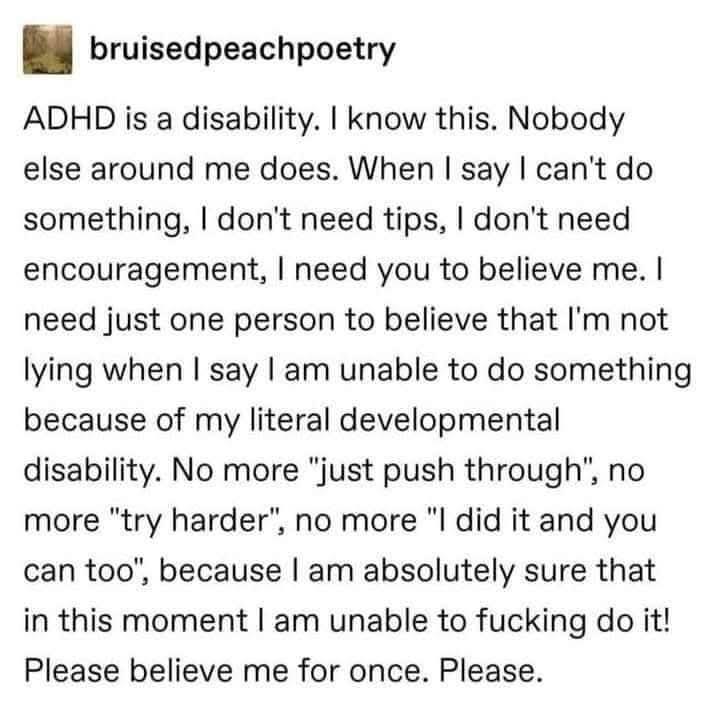 bruisedpeachpoetry
ADHD is a disability. I know this. Nobody
else around me does. When I say I can't do
something, I don't need tips, I don't need
encouragement, I need you to believe me. I
need just one person to believe that I'm not
lying when I say I am unable to do something
because of my literal developmental
disability. No more "just push through", no
more "try harder", no more "I did it and you
can too", because I am absolutely sure that
in this moment I am unable to fucking do it!
Please believe me for once. Please.